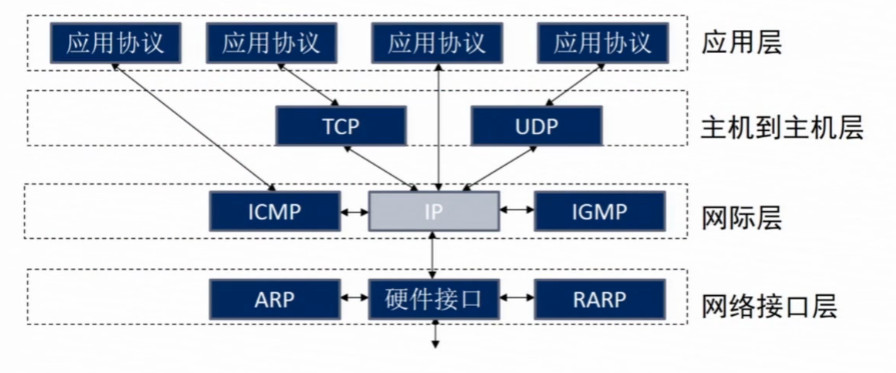 应用协议 应用协议 应用协议 应用协议 应用层
TCP UDP 主机到主机层
ICMP IP IGMP 网际层
ARP 硬件接口 RARP 网络接口层